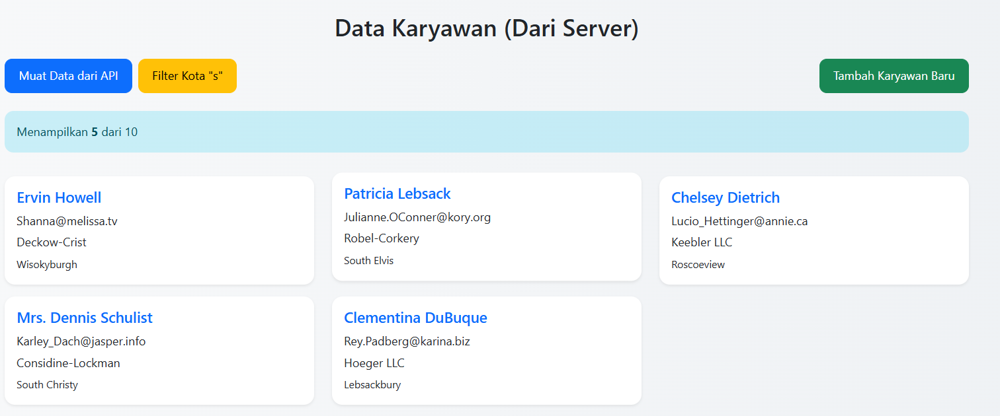 Data Karyawan (Dari Server)
Muat Data dari API
Filter Kota "s"
Tambah Karyawan Baru
Menampilkan 5 dari 10
Ervin Howell
Shanna@melissa.tv
Deckow-Crist
Wisokyburgh
Patricia Lebsack
Julianne.OConner@kory.org
Robel-Corkery
South Elvis
Chelsey Dietrich
Lucio_Hettinger@annie.ca
Keebler LLC
Roscoeview
Mrs. Dennis Schulist
Karley_Dach@jasper.info
Considine-Lockman
South Christy
Clementina DuBuque
Rey.Padberg@karina.biz
Hoeger LLC
Lebsackbury